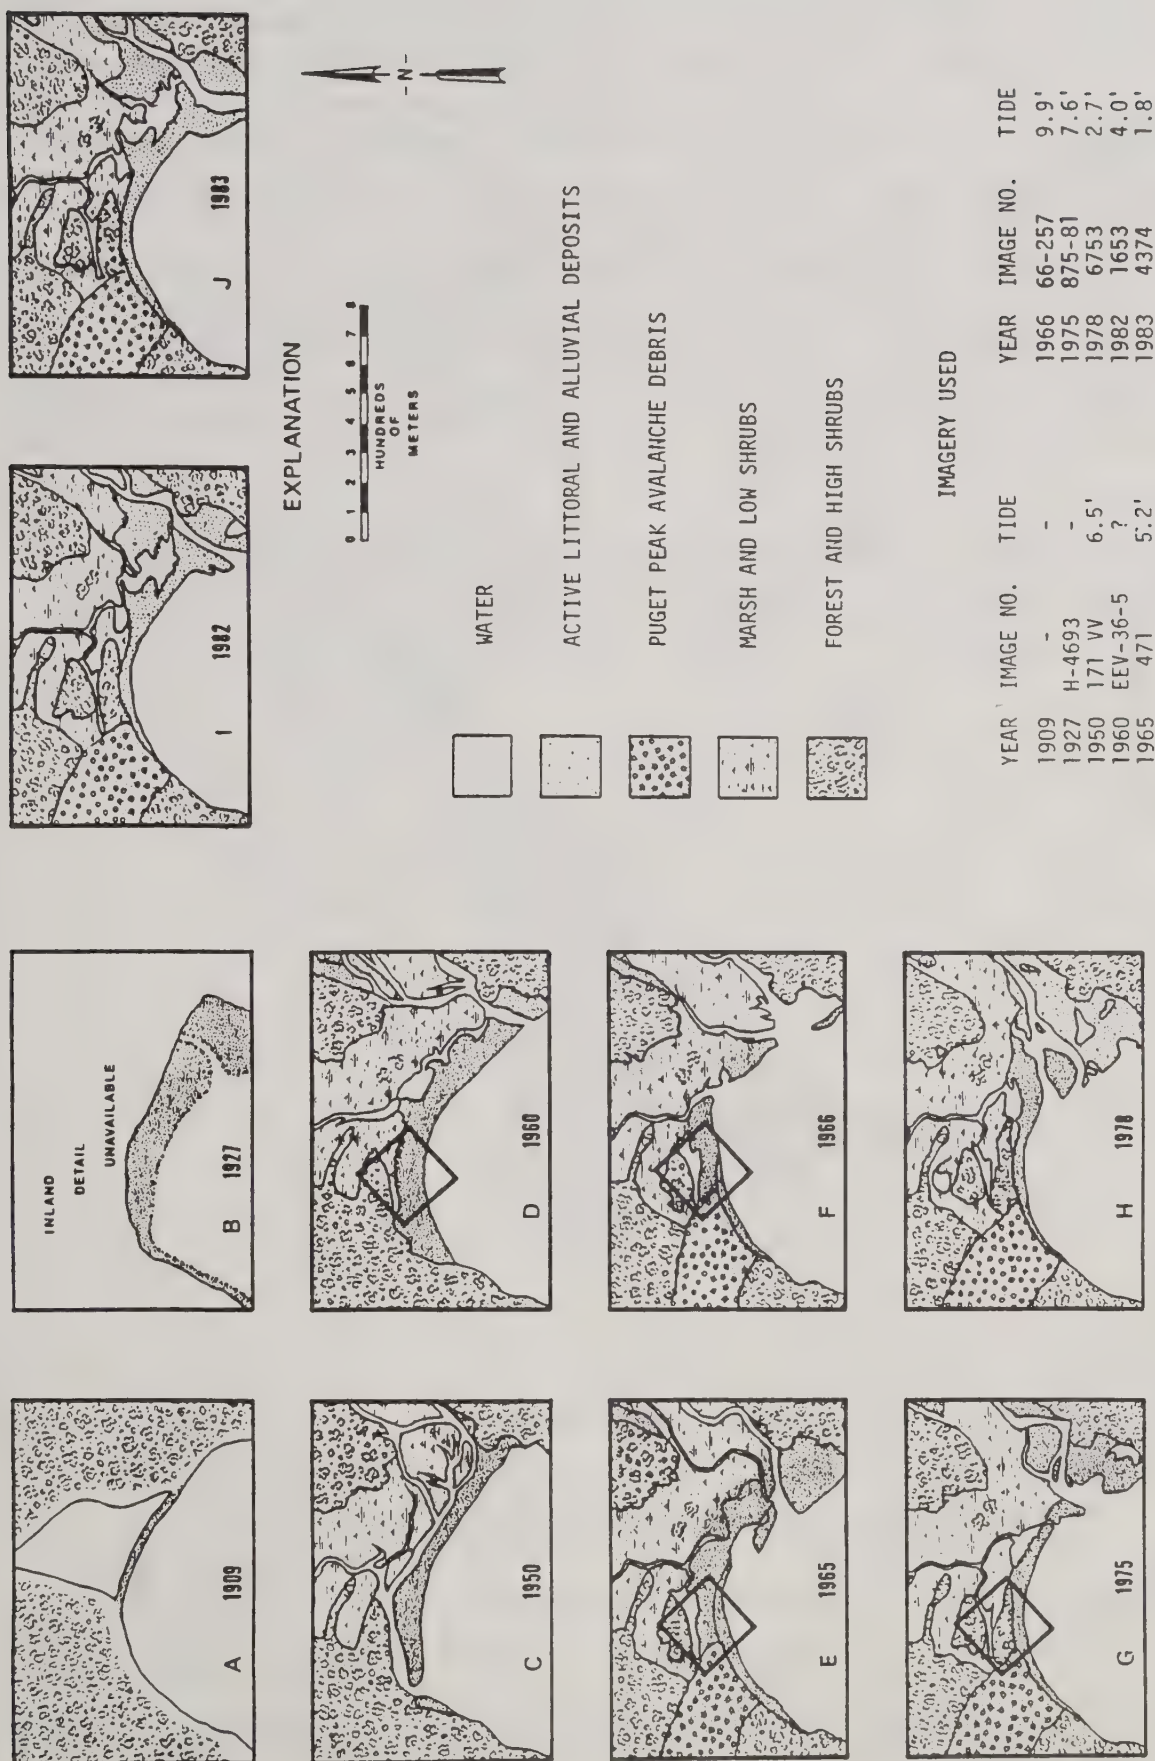 A 1909
INLAND
DETAIL
UNAVAILABLE
B 1927
C 1950
D 1960
E 1965
F 1966
G 1975
H 1978
I 1982
J 1983
EXPLANATION
0 1 2 3 4 5 6 7 8
HUNDREDS
OF
METERS
-N-
WATER
ACTIVE LITTORAL AND ALLUVIAL DEPOSITS
PUGET PEAK AVALANCHE DEBRIS
MARSH AND LOW SHRUBS
FOREST AND HIGH SHRUBS
IMAGERY USED
YEAR IMAGE NO. TIDE YEAR IMAGE NO. TIDE
1909 - - 1966 66-257 9.9'
1927 H-4693 - 1975 875-81 7.6'
1950 171 VV 6.5' 1978 6753 2.7'
1960 EEV-36-5 ? 1982 1653 4.0'
1965 471 5.2' 1983 4374 1.8'